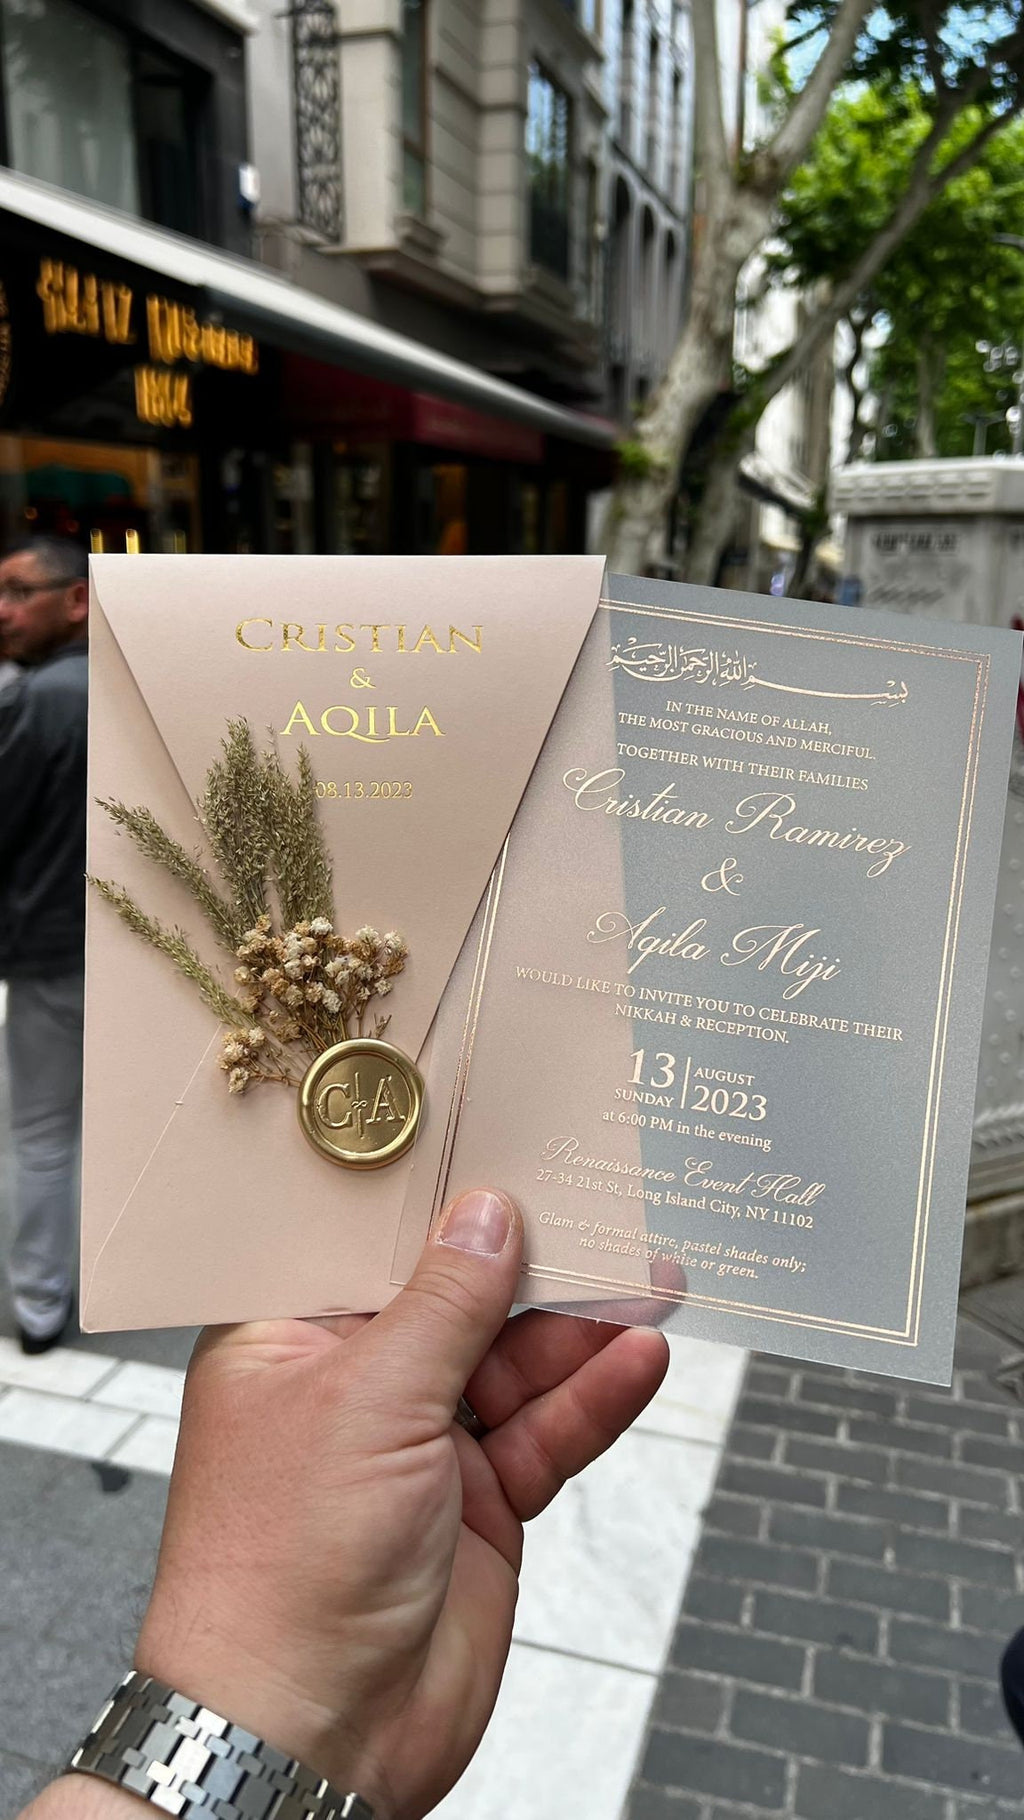 CRISTIAN
&
AQILA
08.13.2023
C A
بسم الله الرحمن الرحيم
IN THE NAME OF ALLAH,
THE MOST GRACIOUS AND MERCIFUL.
TOGETHER WITH THEIR FAMILIES
Cristian Ramirez
&
Aqila Miji
WOULD LIKE TO INVITE YOU TO CELEBRATE THEIR
NIKKAH & RECEPTION.
13 AUGUST
SUNDAY 2023
at 6:00 PM in the evening
Renaissance Event Hall
27-34 21st St, Long Island City, NY 11102
Glam & formal attire, pastel shades only;
no shades of white or green.